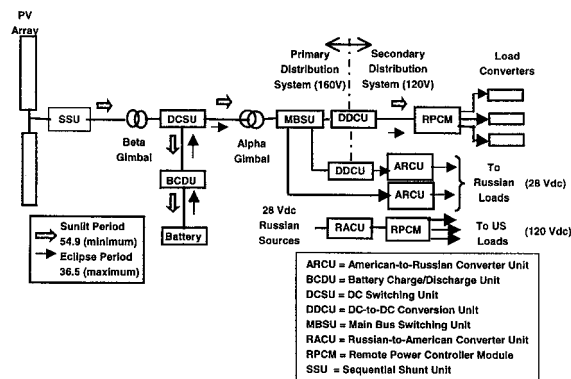 PV
Array
Primary
Distribution
System (160V)
Secondary
Distribution
System (120V)
Load
Converters
SSU
DCSU
MBSU
DDCU
RPCM
Beta
Gimbal
Alpha
Gimbal
DDCU
ARCU
ARCU
To
Russian
Loads
(28 Vdc)
BCDU
Battery
28 Vdc
Russian
Sources
RACU
RPCM
To US
Loads
(120 Vdc)
Sunlit Period
54.9 (minimum)
Eclipse Period
36.5 (maximum)
ARCU = American-to-Russian Converter Unit
BCDU = Battery Charge/Discharge Unit
DCSU = DC Switching Unit
DDCU = DC-to-DC Conversion Unit
MBSU = Main Bus Switching Unit
RACU = Russian-to-American Converter Unit
RPCM = Remote Power Controller Module
SSU = Sequential Shunt Unit